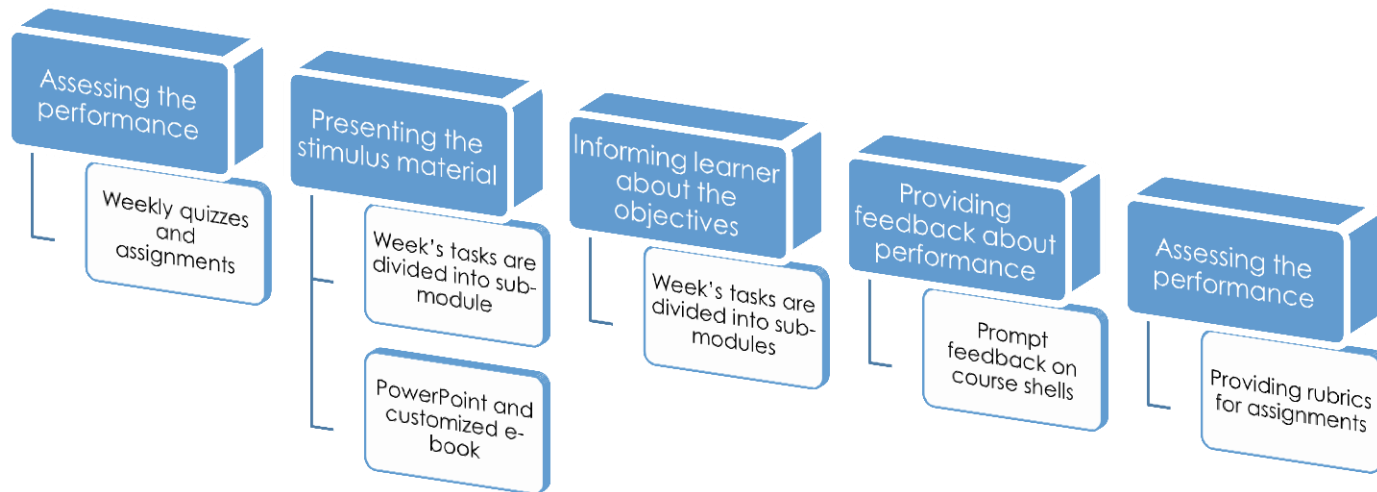 Assessing the
performance
Weekly quizzes
and
assignments
Presenting the
stimulus material
Week's tasks are
divided into sub-
module
PowerPoint and
customized e-
book
Informing learner
about the
objectives
Week's tasks are
divided into sub-
modules
Providing
feedback about
performance
Prompt
feedback on
course shells
Assessing the
performance
Providing rubrics
for assignments